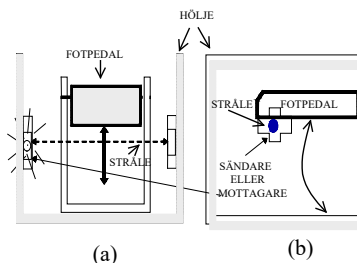 HÖLJE
FOTPEDAL
STRÅLE
STRÅLE
FOTPEDAL
SÄNDARE
ELLER
MOTTAGARE
(a)
(b)